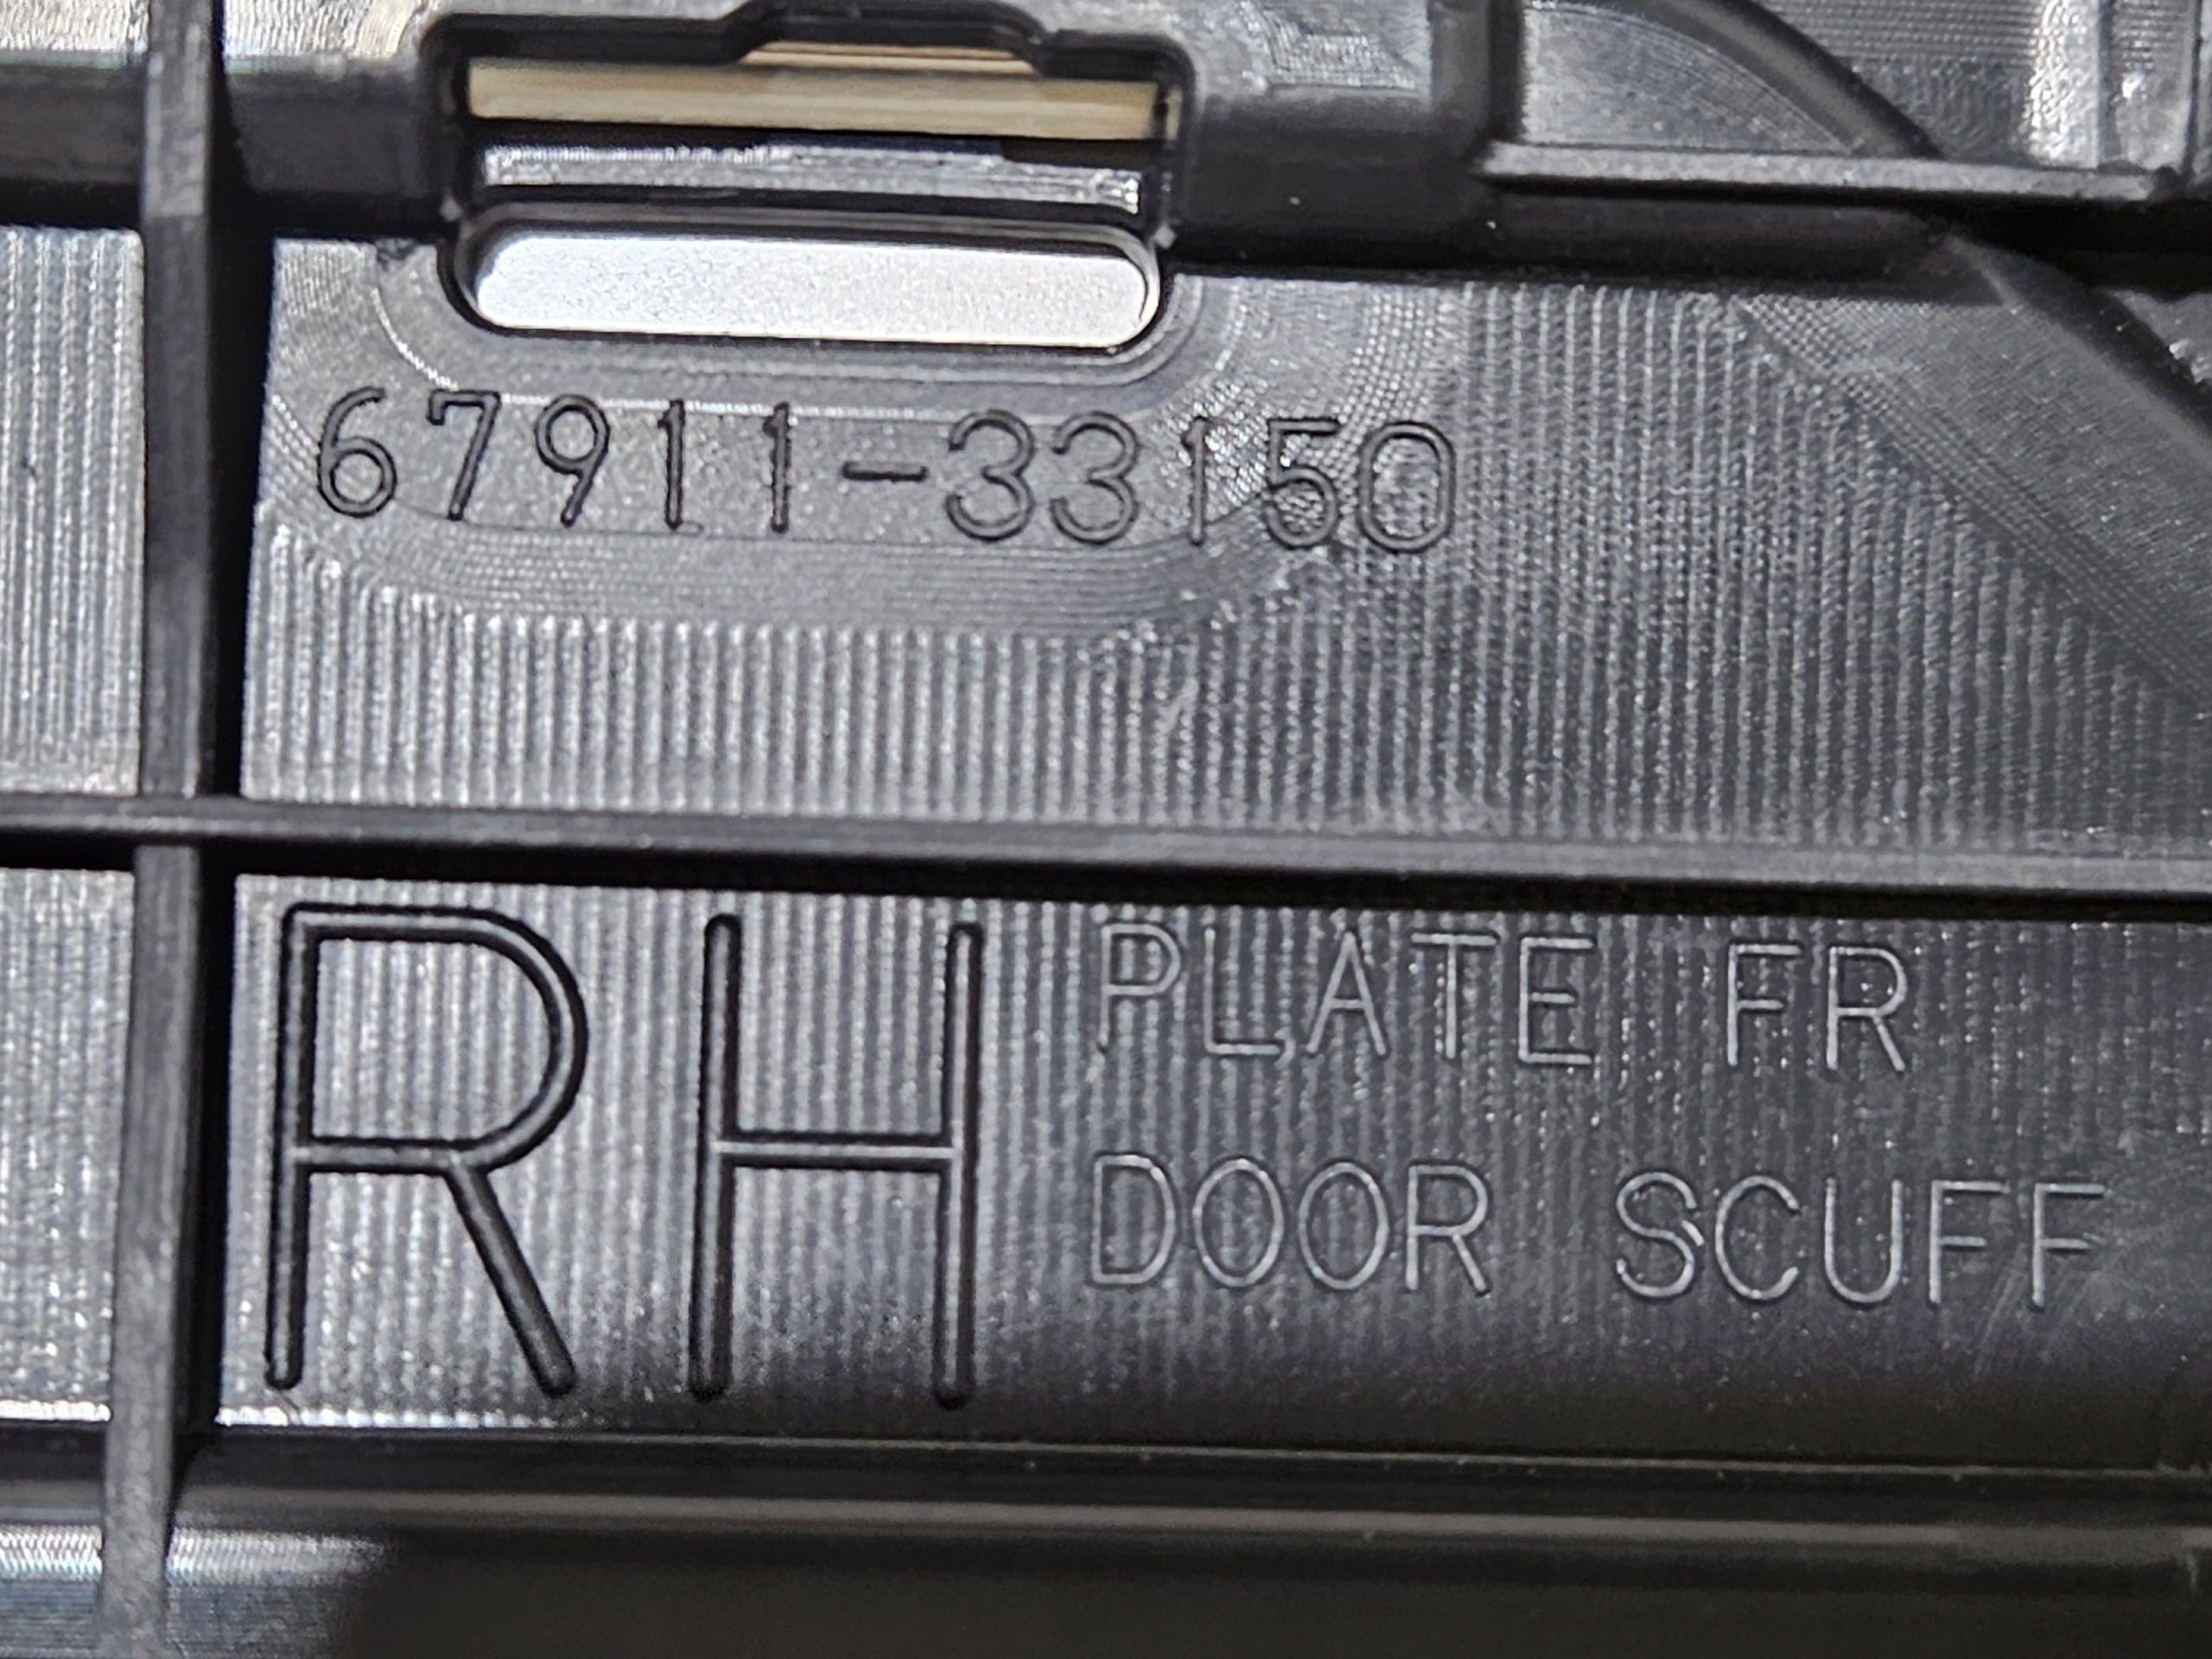 67911-33150
RH PLATE FR
DOOR SCUFF